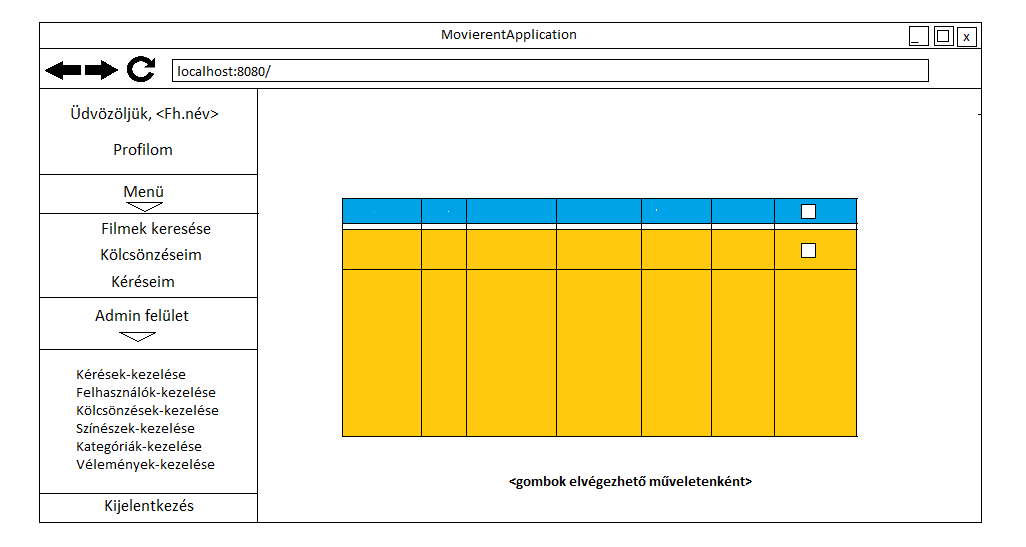 MovierentApplication
_ x
localhost:8080/
Üdvözöljük, <Fh.név>
Profilom
Menü
Filmek keresése
Kölcsönzéseim
Kéréseim
Admin felület
Kérések-kezelése
Felhasználók-kezelése
Kölcsönzések-kezelése
Színészek-kezelése
Kategóriák-kezelése
Vélemények-kezelése
Kijelentkezés
<gombok elvégezhető műveletenként>